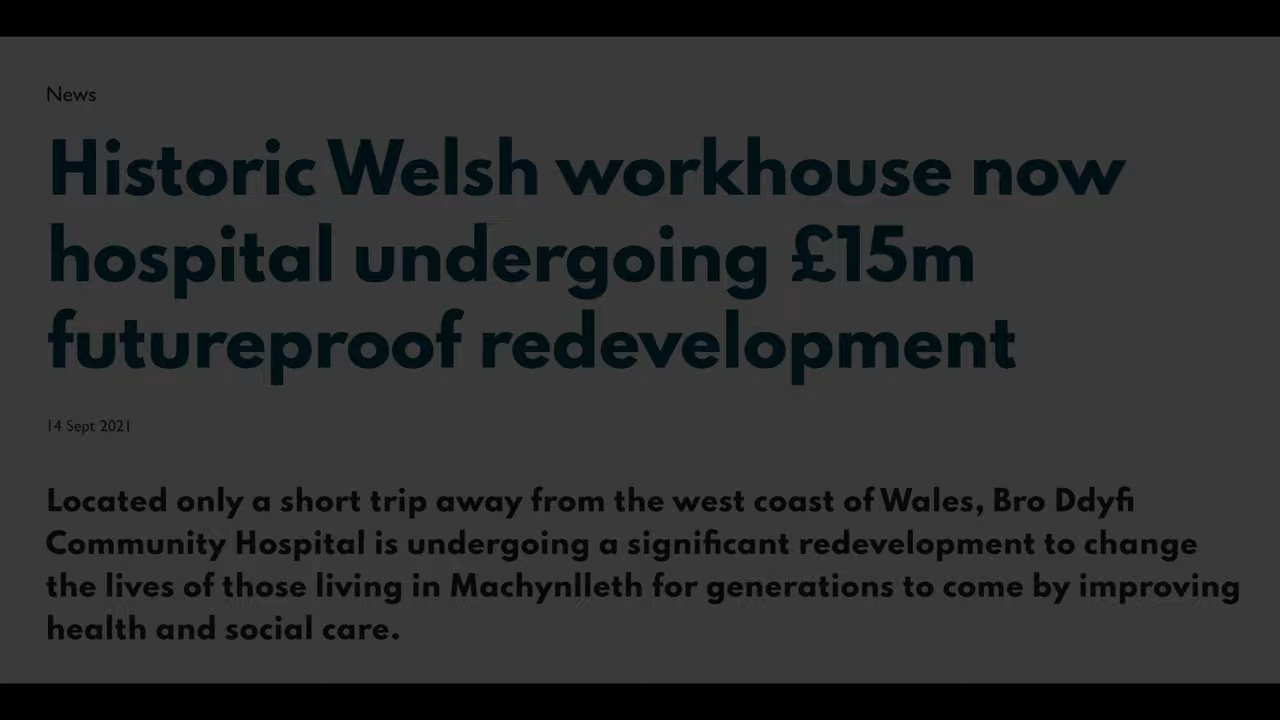 News
Historic Welsh workhouse now
hospital undergoing £15m
futureproof redevelopment
14 Sept 2021
Located only a short trip away from the west coast of Wales, Bro Ddyfi
Community Hospital is undergoing a significant redevelopment to change
the lives of those living in Machynlleth for generations to come by improving
health and social care.